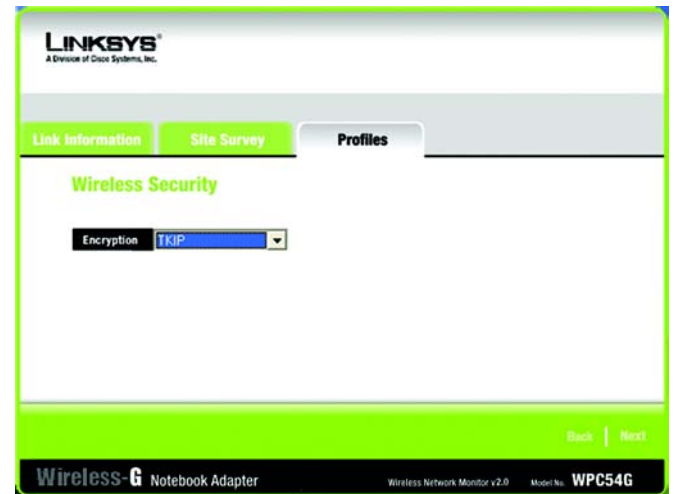 LINKSYS®
A Division of Cisco Systems, Inc.
Link Information Site Survey Profiles
Wireless Security
Encryption TKIP
Back | Next
Wireless-G Notebook Adapter Wireless Network Monitor v2.0 Model No. WPC54G